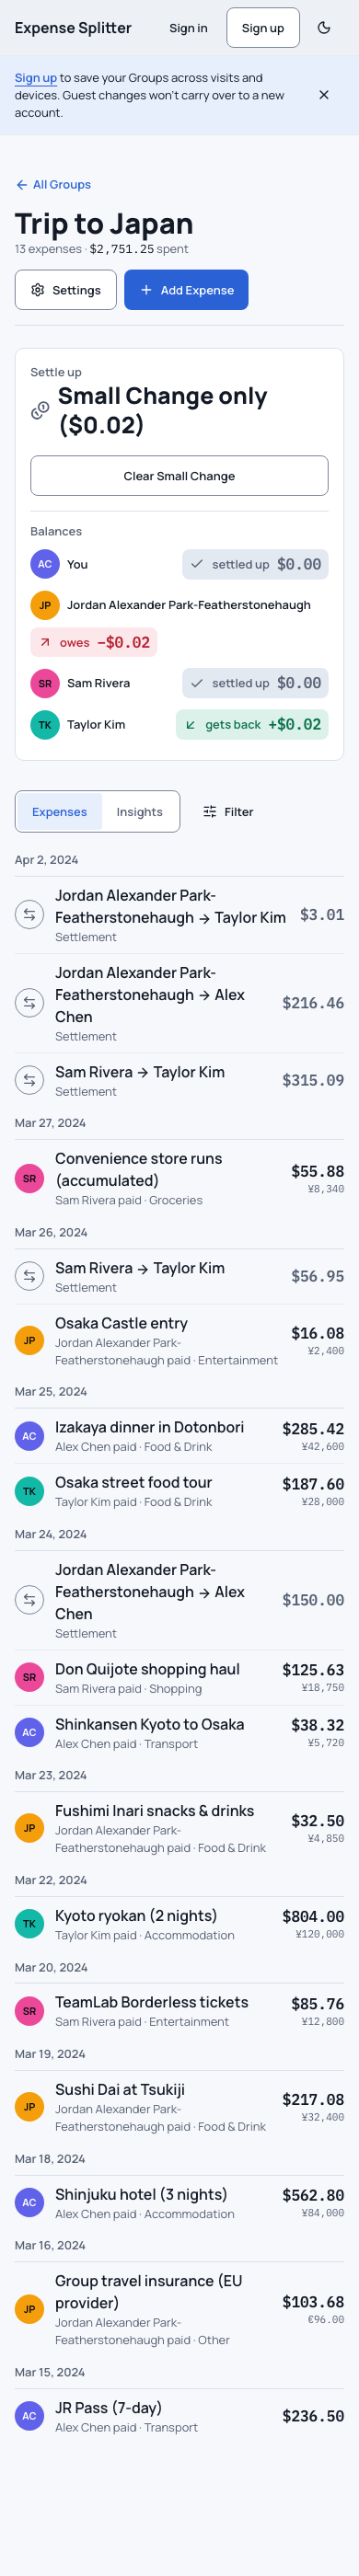 Expense Splitter
Sign in
Sign up
Sign up to save your Groups across visits and
devices. Guest changes won't carry over to a new
account.
All Groups
Trip to Japan
13 expenses · $2,751.25 spent
Settings
Add Expense
Settle up
Small Change only
($0.02)
Clear Small Change
Balances
AC You settled up $0.00
JP Jordan Alexander Park-Featherstonehaugh
owes -$0.02
SR Sam Rivera settled up $0.00
TK Taylor Kim gets back +$0.02
Expenses Insights Filter
Apr 2, 2024
Jordan Alexander Park-
Featherstonehaugh → Taylor Kim $3.01
Settlement
Jordan Alexander Park-
Featherstonehaugh → Alex
Chen $216.46
Settlement
Sam Rivera → Taylor Kim $315.09
Settlement
Mar 27, 2024
Convenience store runs
(accumulated)
SR $55.88
¥8,340
Sam Rivera paid · Groceries
Mar 26, 2024
Sam Rivera → Taylor Kim $56.95
Settlement
Osaka Castle entry
JP $16.08
Jordan Alexander Park-
Featherstonehaugh paid · Entertainment
¥2,400
Mar 25, 2024
Izakaya dinner in Dotonbori
AC $285.42
Alex Chen paid · Food & Drink ¥42,600
Osaka street food tour
TK $187.60
Taylor Kim paid · Food & Drink ¥28,000
Mar 24, 2024
Jordan Alexander Park-
Featherstonehaugh → Alex
Chen $150.00
Settlement
Don Quijote shopping haul
SR $125.63
Sam Rivera paid · Shopping ¥18,750
Shinkansen Kyoto to Osaka
AC $38.32
Alex Chen paid · Transport ¥5,720
Mar 23, 2024
Fushimi Inari snacks & drinks
JP $32.50
Jordan Alexander Park-
Featherstonehaugh paid · Food & Drink
¥4,850
Mar 22, 2024
Kyoto ryokan (2 nights)
TK $804.00
Taylor Kim paid · Accommodation ¥120,000
Mar 20, 2024
TeamLab Borderless tickets
SR $85.76
Sam Rivera paid · Entertainment ¥12,800
Mar 19, 2024
Sushi Dai at Tsukiji
JP $217.08
Jordan Alexander Park-
Featherstonehaugh paid · Food & Drink
¥32,400
Mar 18, 2024
Shinjuku hotel (3 nights)
AC $562.80
Alex Chen paid · Accommodation ¥84,000
Mar 16, 2024
Group travel insurance (EU
provider)
JP $103.68
Jordan Alexander Park-
Featherstonehaugh paid · Other
€96.00
Mar 15, 2024
JR Pass (7-day)
AC $236.50
Alex Chen paid · Transport